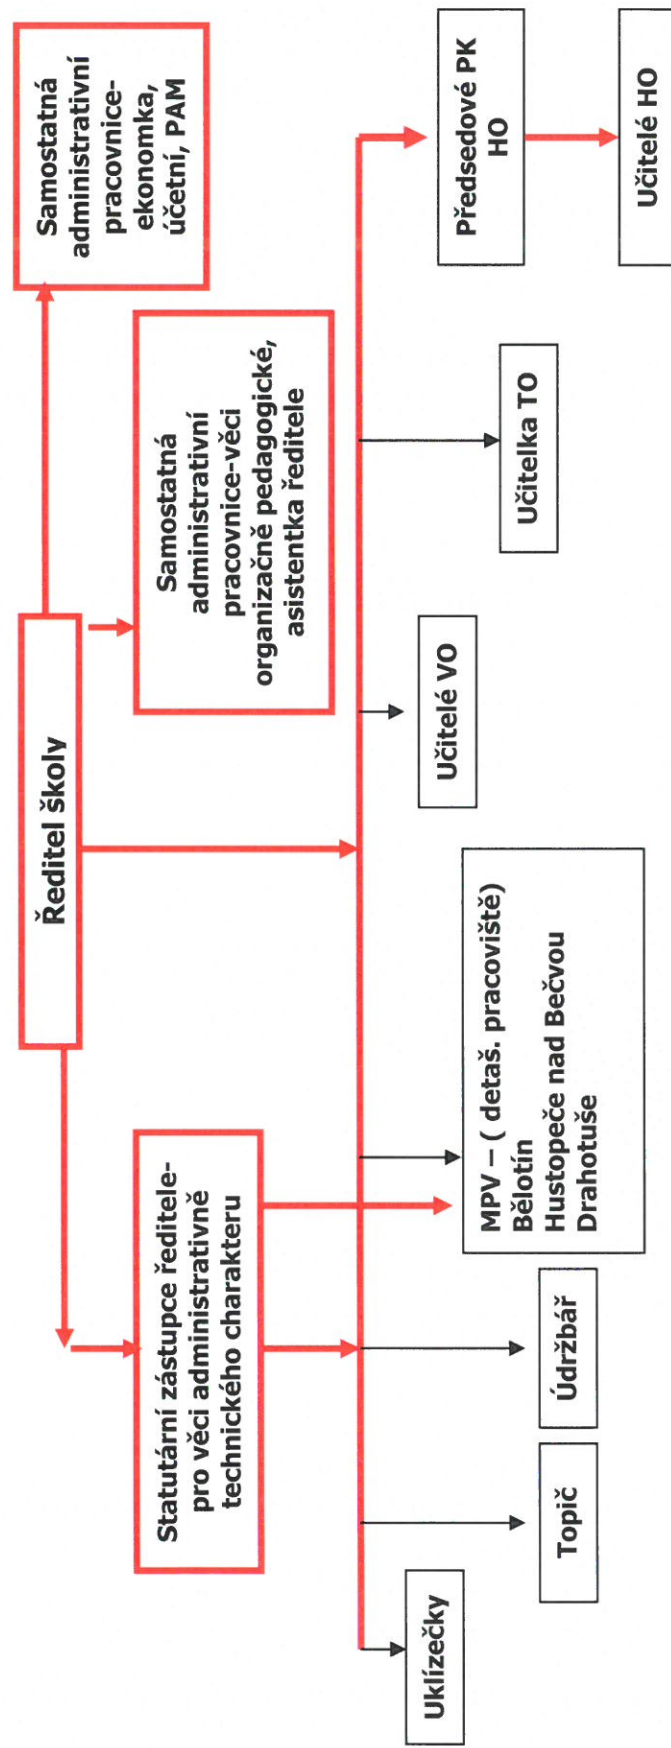 Ředitel školy
Samostatná
administrativní
pracovnice-
ekonomka,
účetní, PAM
Statutární zástupce ředitele-
pro věci administrativně
technického charakteru
Samostatná
administrativní
pracovnice-věci
organizačně pedagogické,
asistentka ředitele
Uklízečky
Topič
Údržbář
MPV – ( detaš. pracoviště)
Bělotín
Hustopeče nad Bečvou
Drahotuše
Učitelé VO
Učitelka TO
Předsedové PK
HO
Učitelé HO